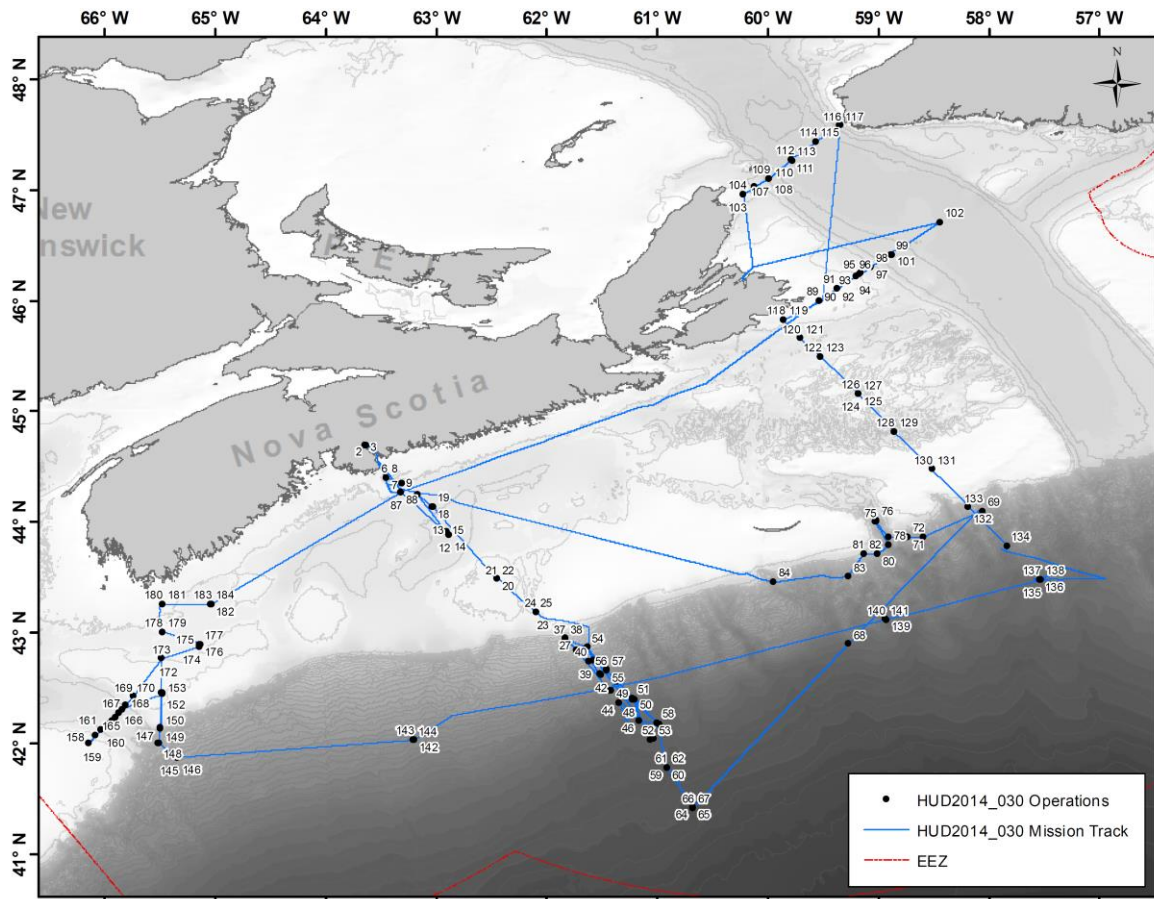 66° W 65° W 64° W 63° W 62° W 61° W 60° W 59° W 58° W 57° W
48° N
N
116 117
114 115
112 113
111
109 110
104 107 108
103
47° N
New
nswick
P E I
102
99
95 96 98 101
91 93 97
89 94
90 92
46° N
118 119
120 121
122 123
126 127
124 125
128 129
45° N
Nova Scotia
2 3
130 131
6 8
7 9
87 88 19
18
133 69
132
44° N
13 15
12 14
75 76
78 72
71
134
81 82
80
83
84
21 22
20
137 138
135 136
180 181 183 184
182
24 25
23
140 141
139
43° N
178 179
175 177
174 176
173
172
37 38
27 40 54
39 56 57
55
68
169 170 153
152
167 168
166
42 49 51
50
44 48
46
58
161 165
150
149
147
143 144
142
52 53
42° N
158 160
159
148
145 146
61 62
59 60
66 67
64 65
41° N
HUD2014_030 Operations
HUD2014_030 Mission Track
EEZ